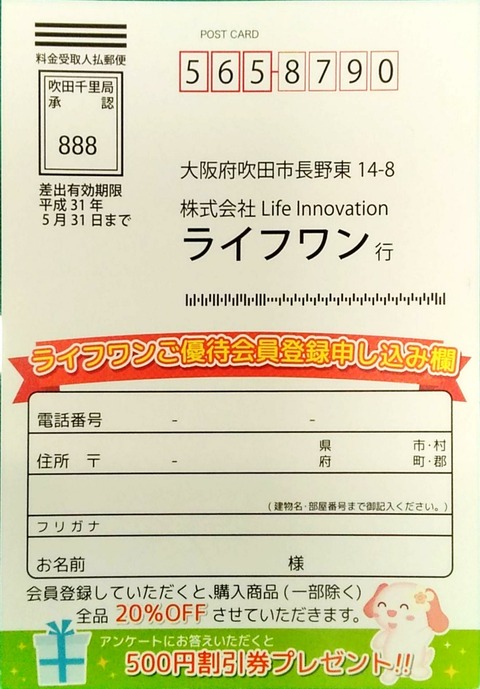 POST CARD
料金受取人払郵便
565-8790
吹田千里局
承 認
888
差出有効期限
平成31年
5月31日まで
大阪府吹田市長野東 14-8
株式会社 Life Innovation
ライフワン 行
ライフワンご優待会員登録申し込み欄
電話番号 - -
住所 〒 - 県 市・村
府 町・郡
(建物名・部屋番号まで御記入ください。)
フリガナ
お名前 様
会員登録していただくと、購入商品(一部除く)
全品 20%OFF させていただきます。
アンケートにお答えいただくと
500円割引券プレゼント!!